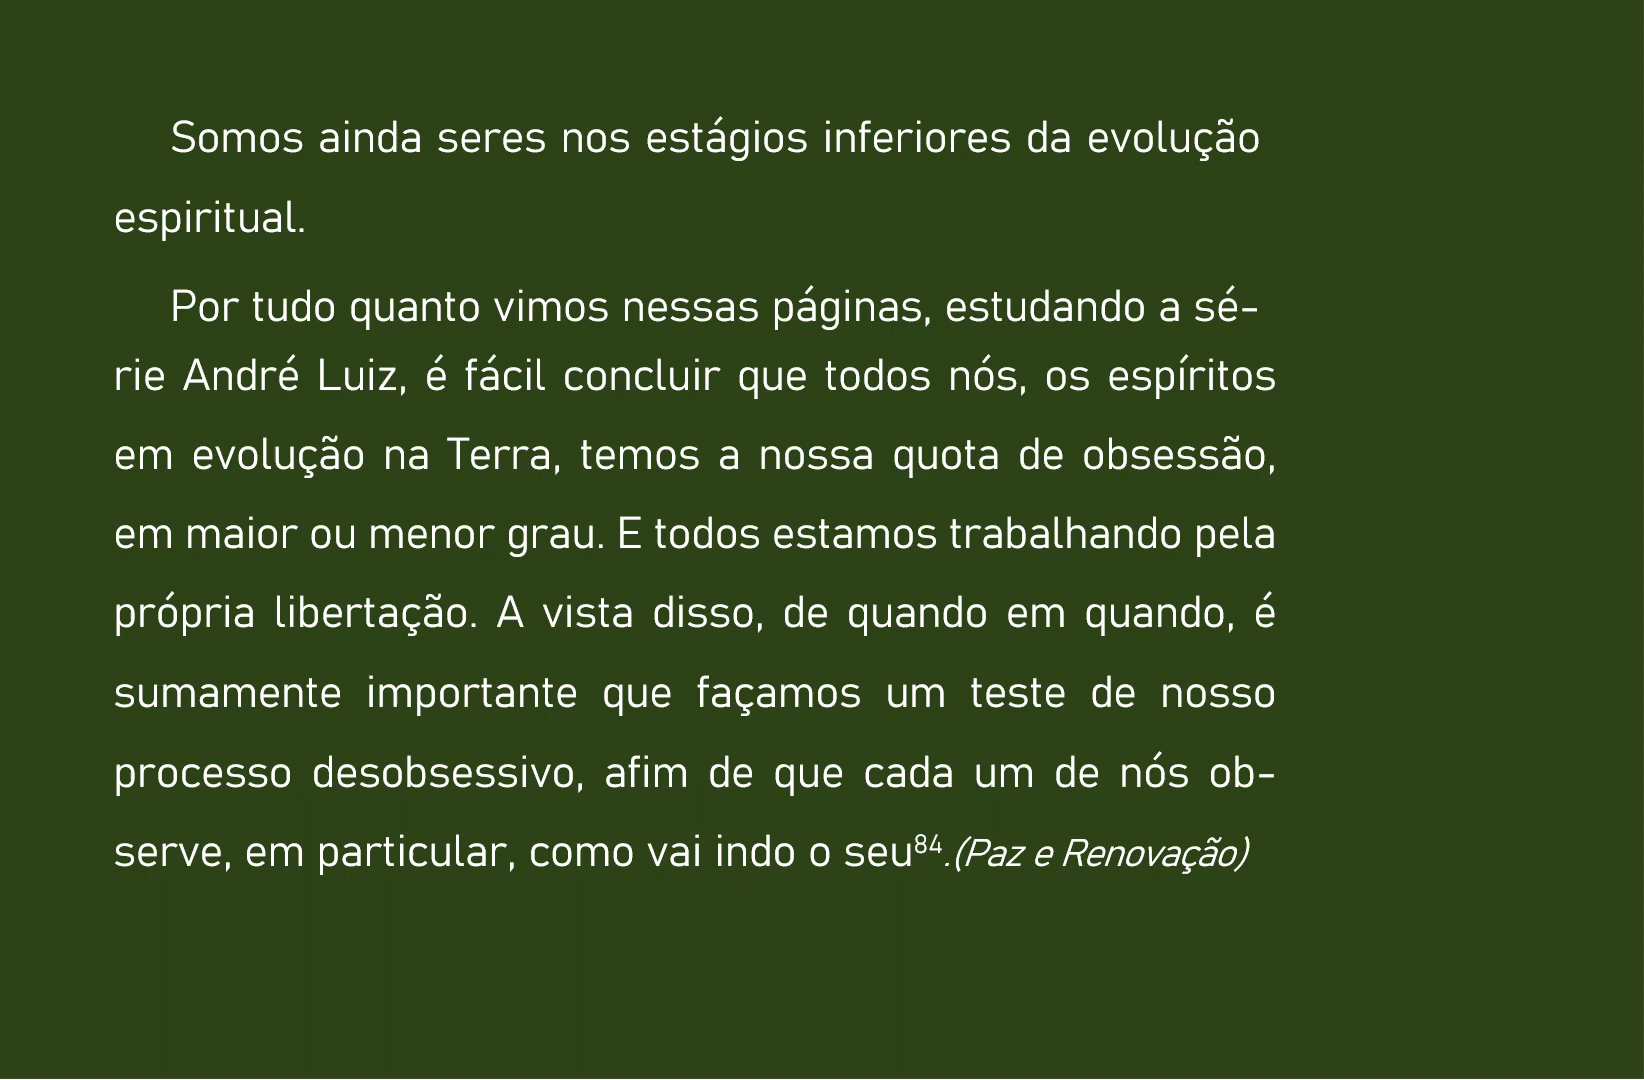 Somos ainda seres nos estágios inferiores da evolução
espiritual.
Por tudo quanto vimos nessas páginas, estudando a sé-
rie André Luiz, é fácil concluir que todos nós, os espíritos
em evolução na Terra, temos a nossa quota de obsessão,
em maior ou menor grau. E todos estamos trabalhando pela
própria libertação. A vista disso, de quando em quando, é
sumamente importante que façamos um teste de nosso
processo desobsessivo, afim de que cada um de nós ob-
serve, em particular, como vai indo o seu⁸⁴.(Paz e Renovação)